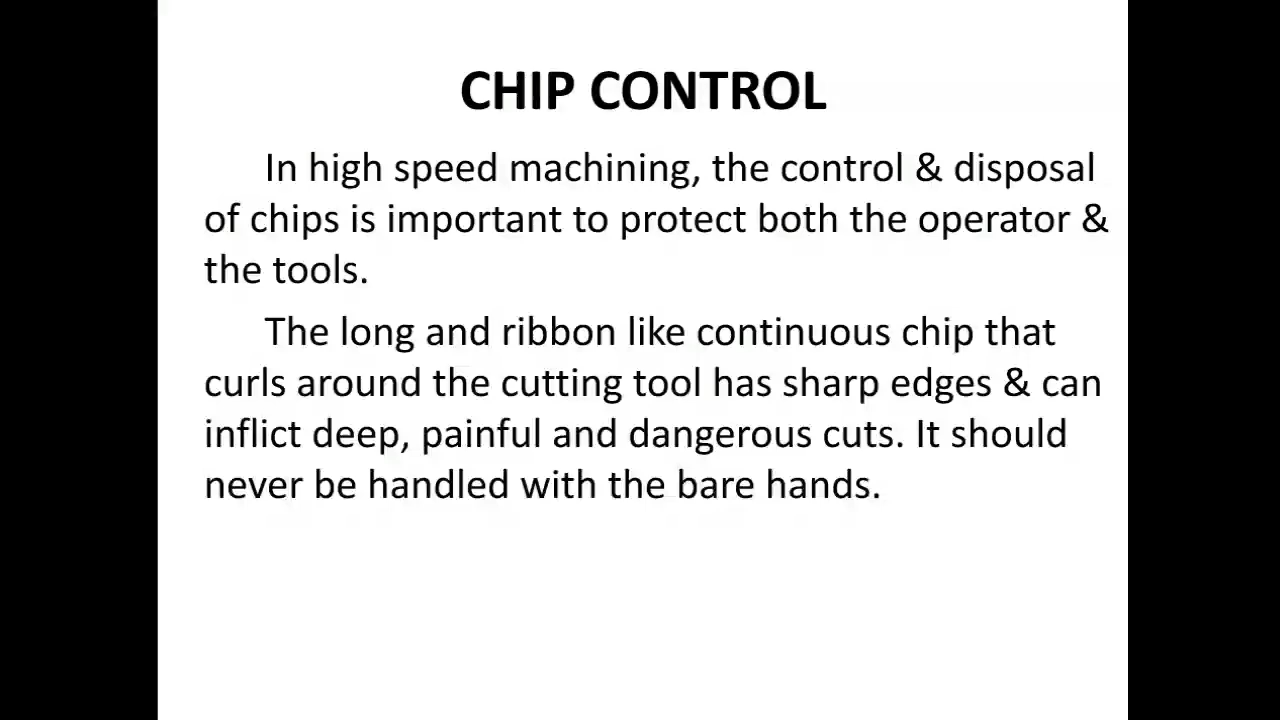 CHIP CONTROL
In high speed machining, the control & disposal
of chips is important to protect both the operator &
the tools.
The long and ribbon like continuous chip that
curls around the cutting tool has sharp edges & can
inflict deep, painful and dangerous cuts. It should
never be handled with the bare hands.